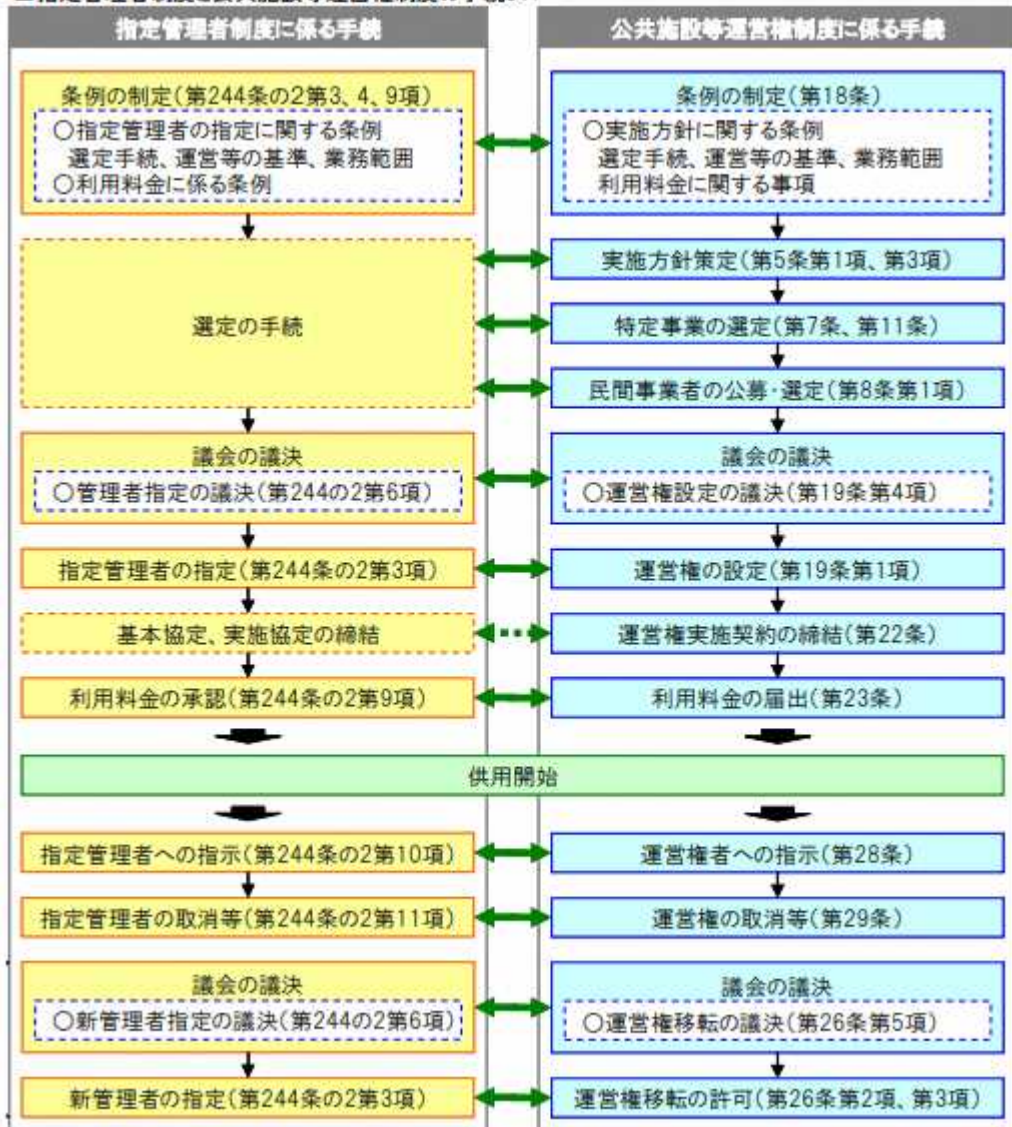 指定管理者制度に係る手続
条例の制定(第244条の2第3、4、9項)
○指定管理者の指定に関する条例
選定手続、運営等の基準、業務範囲
○利用料金に係る条例
選定の手続
議会の議決
○管理者指定の議決(第244の2第6項)
指定管理者の指定(第244条の2第3項)
基本協定、実施協定の締結
利用料金の承認(第244条の2第9項)
公共施設等運営権制度に係る手続
条例の制定(第18条)
○実施方針に関する条例
選定手続、運営等の基準、業務範囲
利用料金に関する事項
実施方針策定(第5条第1項、第3項)
特定事業の選定(第7条、第11条)
民間事業者の公募・選定(第8条第1項)
議会の議決
○運営権設定の議決(第19条第4項)
運営権の設定(第19条第1項)
運営権実施契約の締結(第22条)
利用料金の届出(第23条)
供用開始
指定管理者への指示(第244条の2第10項)
指定管理者の取消等(第244条の2第11項)
議会の議決
○新管理者指定の議決(第244の2第6項)
新管理者の指定(第244条の2第3項)
運営権者への指示(第28条)
運営権の取消等(第29条)
議会の議決
○運営権移転の議決(第26条第5項)
運営権移転の許可(第26条第2項、第3項)